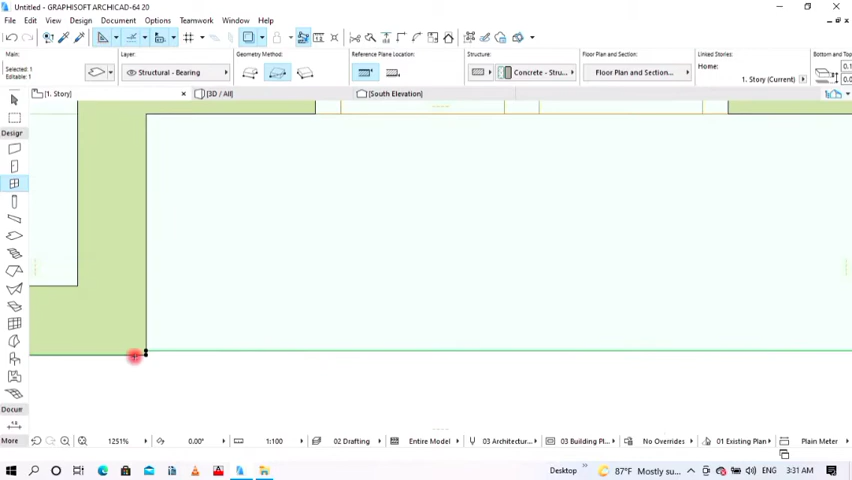 Untitled - GRAPHISOFT ARCHICAD-64 20
File Edit View Design Document Options Teamwork Window Help
Main: Layer: Geometry Method: Reference Plane Location: Structure: Floor Plan and Section: Linked Stories: Bottom and Top
Selected: 1
Editable: 1
Structural - Bearing
Concrete - Stru...
Floor Plan and Section...
Home:
1. Story (Current)
[1. Story] [3D / All] [South Elevation]
Design
Docur
More
1251% 0.00° 1:100 02 Drafting Entire Model 03 Architectur... 03 Building Pl... No Overrides 01 Existing Plan... Plain Meter
Desktop 87°F Mostly su... ENG 3:31 AM